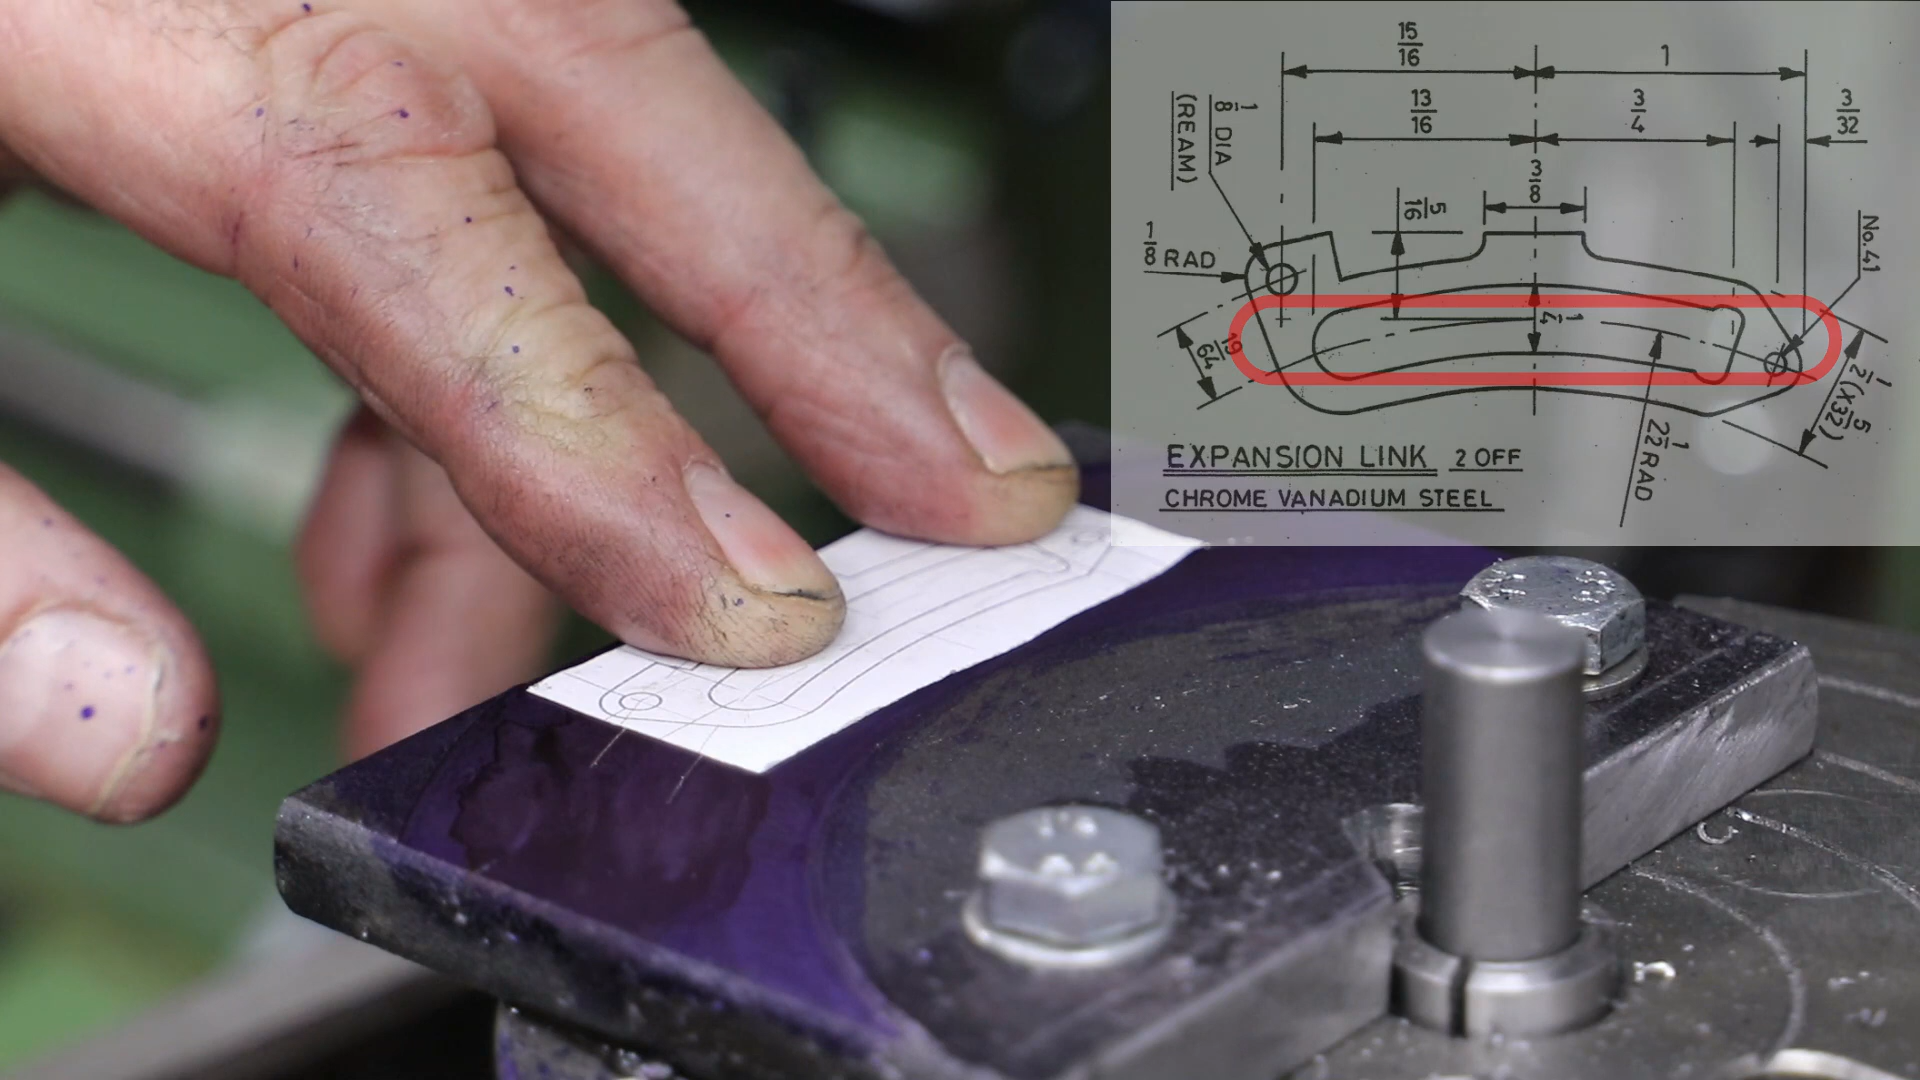 15/16
1
13/16
3/4
3/32
1/8 DIA
(REAM)
3/8
5/16
No.41
1/8 RAD
1/4
19/64
1/2 (X 5/32)
2 1/2 RAD
EXPANSION LINK 2 OFF
CHROME VANADIUM STEEL